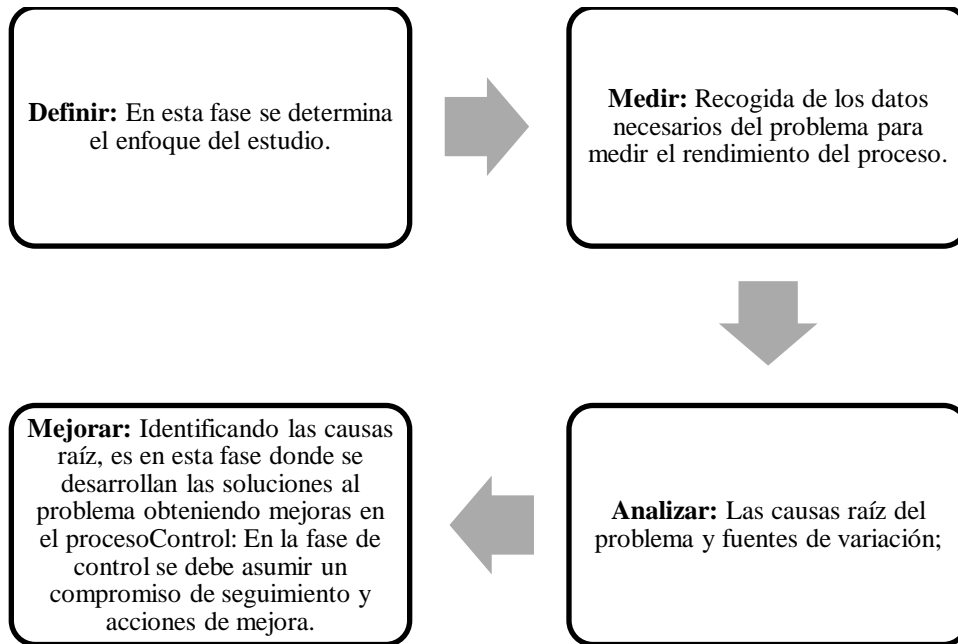 Definir: En esta fase se determina
el enfoque del estudio.
Medir: Recogida de los datos
necesarios del problema para
medir el rendimiento del proceso.
Analizar: Las causas raíz del
problema y fuentes de variación;
Mejorar: Identificando las causas
raíz, es en esta fase donde se
desarrollan las soluciones al
problema obteniendo mejoras en
el procesoControl: En la fase de
control se debe asumir un
compromiso de seguimiento y
acciones de mejora.